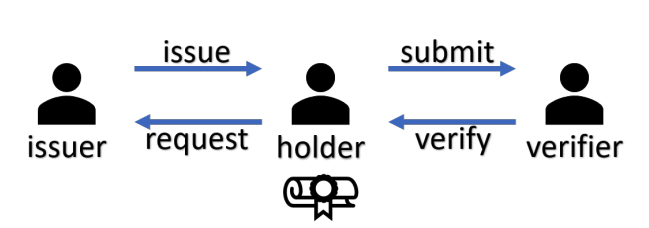 issue
submit
request
verify
issuer
holder
verifier